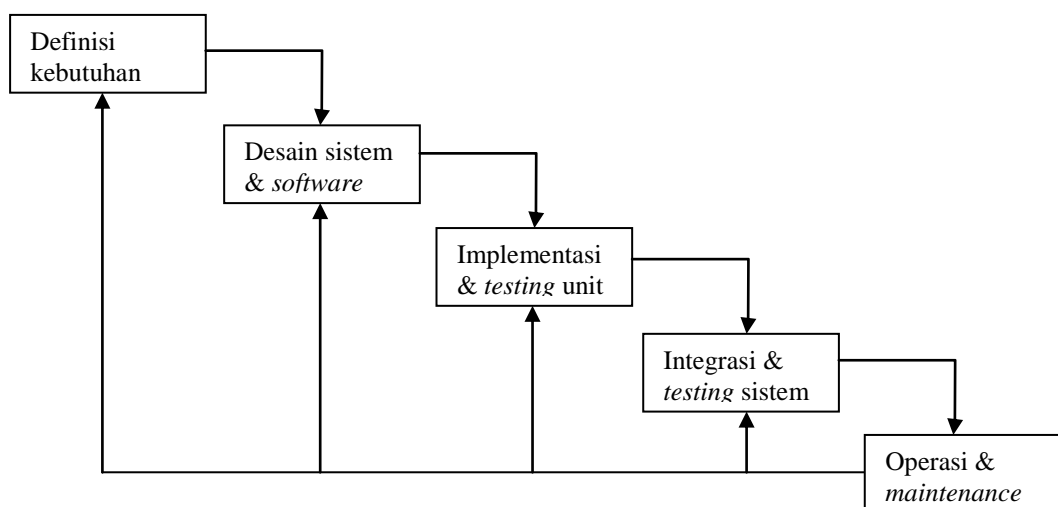 Definisi
kebutuhan
Desain sistem
& software
Implementasi
& testing unit
Integrasi &
testing sistem
Operasi &
maintenance